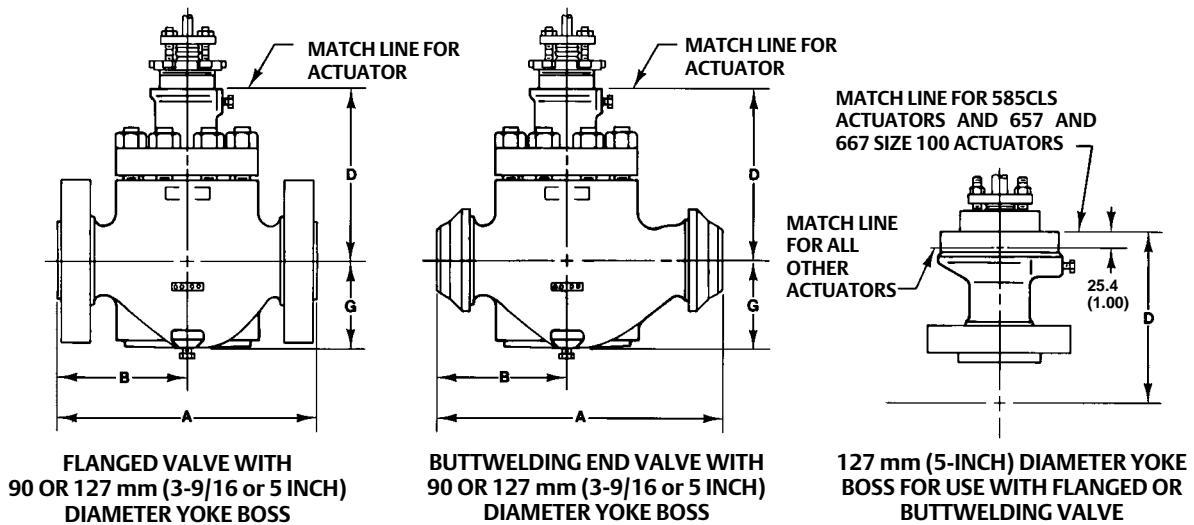 MATCH LINE FOR
ACTUATOR
D
G
B
A
FLANGED VALVE WITH
90 OR 127 mm (3-9/16 or 5 INCH)
DIAMETER YOKE BOSS
MATCH LINE FOR
ACTUATOR
D
G
B
A
BUTTWELDING END VALVE WITH
90 OR 127 mm (3-9/16 or 5 INCH)
DIAMETER YOKE BOSS
MATCH LINE FOR 585CLS
ACTUATORS AND 657 AND
667 SIZE 100 ACTUATORS
MATCH LINE
FOR ALL
OTHER
ACTUATORS
25.4
(1.00)
D
127 mm (5-INCH) DIAMETER YOKE
BOSS FOR USE WITH FLANGED OR
BUTTWELDING VALVE